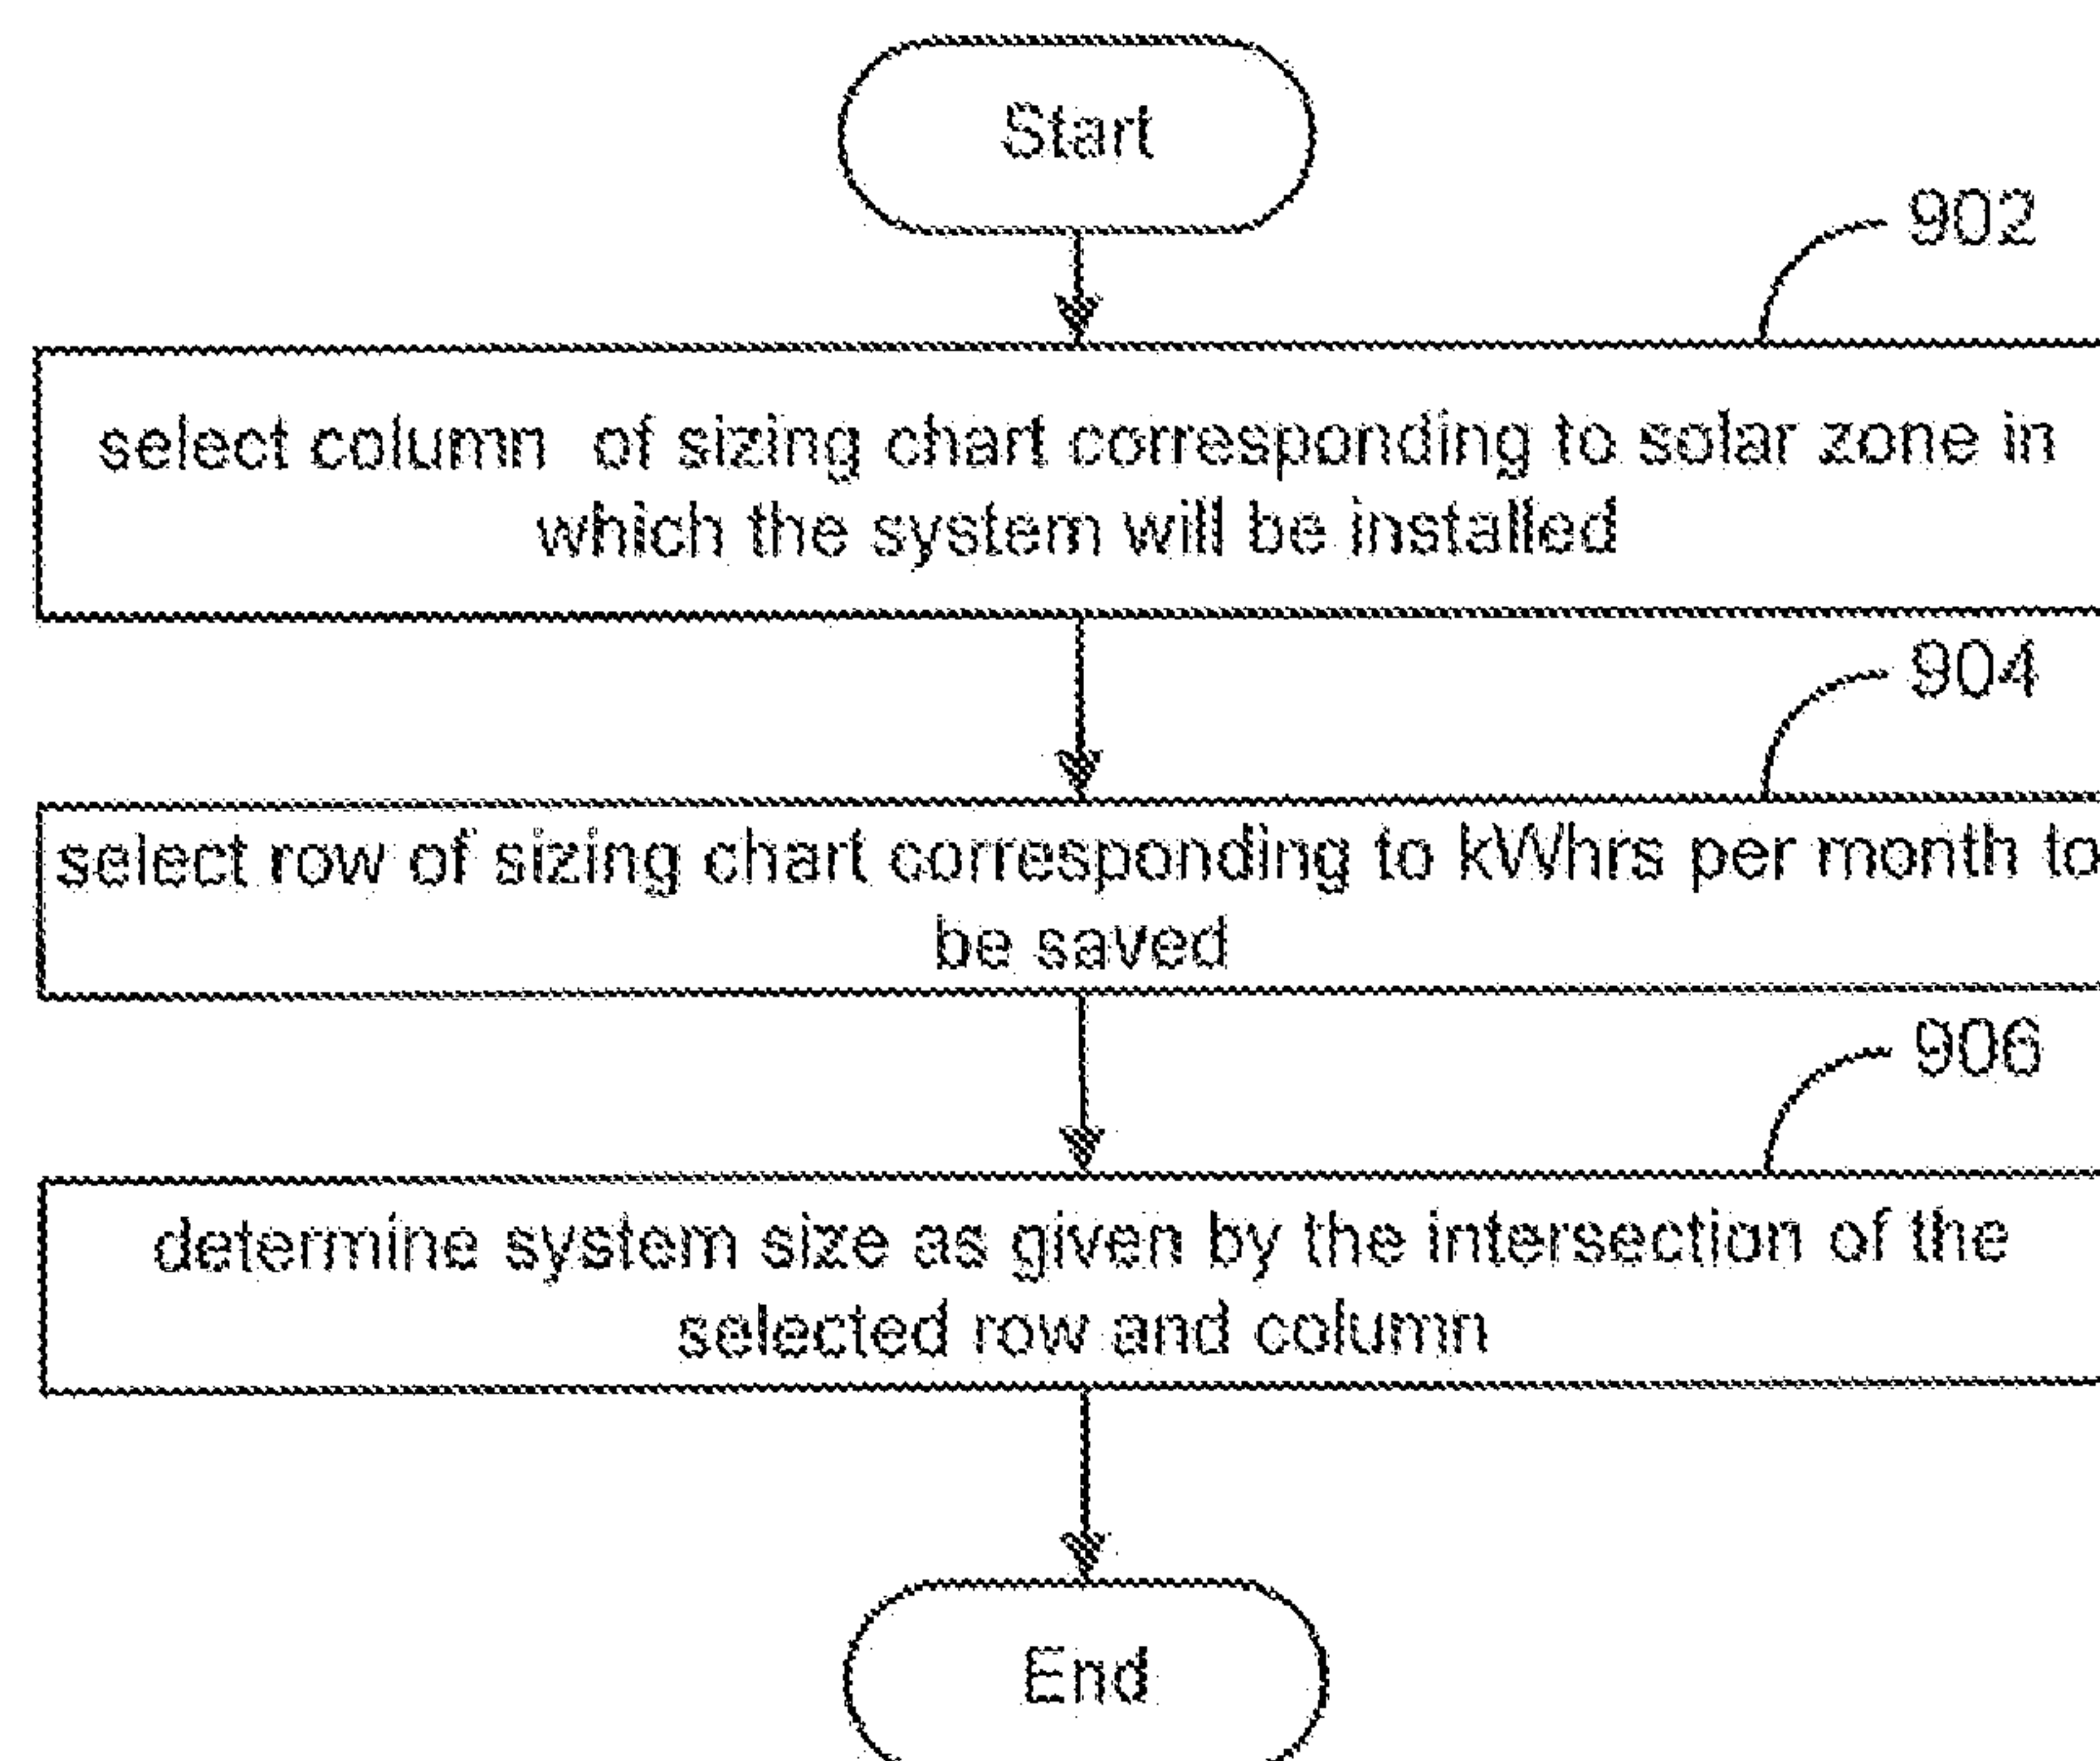 Start
902
select column of sizing chart corresponding to solar zone in
which the system will be installed
904
select row of sizing chart corresponding to kWhrs per month to
be saved
906
determine system size as given by the intersection of the
selected row and column
End